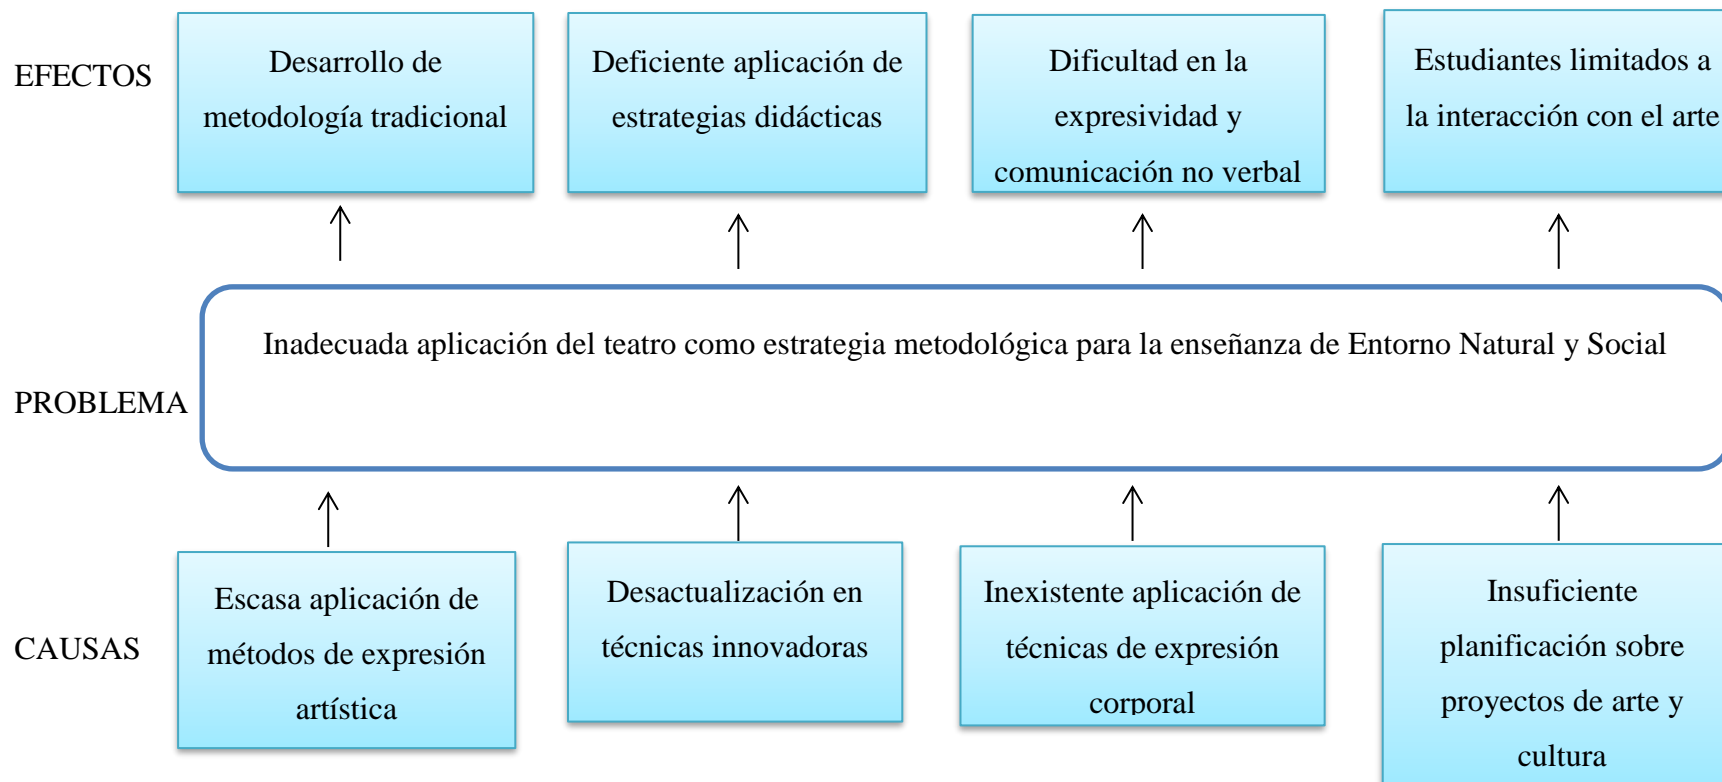 EFECTOS
Desarrollo de
metodología tradicional
Deficiente aplicación de
estrategias didácticas
Dificultad en la
expresividad y
comunicación no verbal
Estudiantes limitados a
la interacción con el arte
PROBLEMA
Inadecuada aplicación del teatro como estrategia metodológica para la enseñanza de Entorno Natural y Social
CAUSAS
Escasa aplicación de
métodos de expresión
artística
Desactualización en
técnicas innovadoras
Inexistente aplicación de
técnicas de expresión
corporal
Insuficiente
planificación sobre
proyectos de arte y
cultura